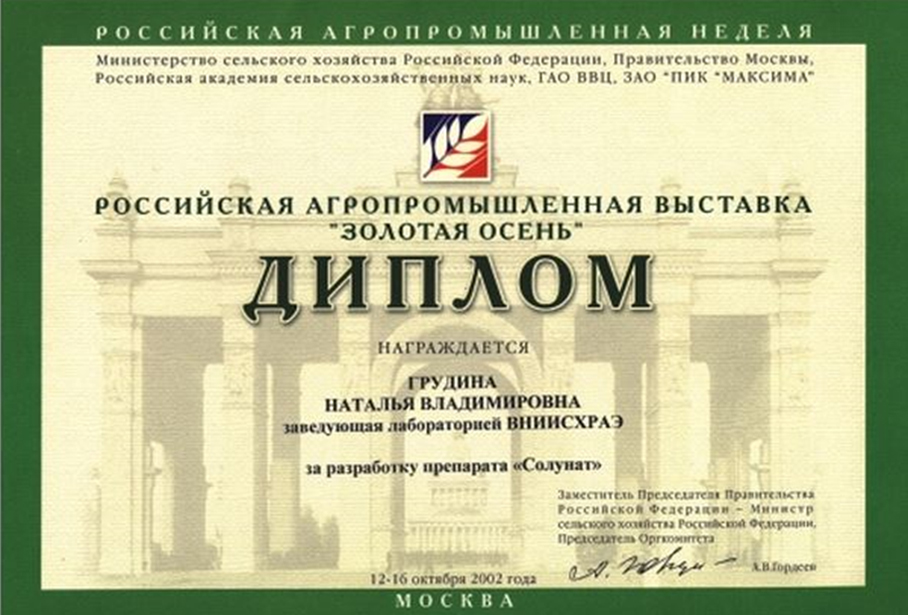 РОССИЙСКАЯ АГРОПРОМЫШЛЕННАЯ НЕДЕЛЯ
Министерство сельского хозяйства Российской Федерации, Правительство Москвы,
Российская академия сельскохозяйственных наук, ГАО ВВЦ, ЗАО "ПИК "МАКСИМА"
РОССИЙСКАЯ АГРОПРОМЫШЛЕННАЯ ВЫСТАВКА
"ЗОЛОТАЯ ОСЕНЬ"
ДИПЛОМ
НАГРАЖДАЕТСЯ
ГРУДИНА
НАТАЛЬЯ ВЛАДИМИРОВНА
заведующая лабораторией ВНИИСХРАЭ
за разработку препарата «Солунат»
Заместитель Председателя Правительства
Российской Федерации – Министр
сельского хозяйства Российской Федерации,
Председатель Оргкомитета
А.В.Гордеев
12-16 октября 2002 года
МОСКВА